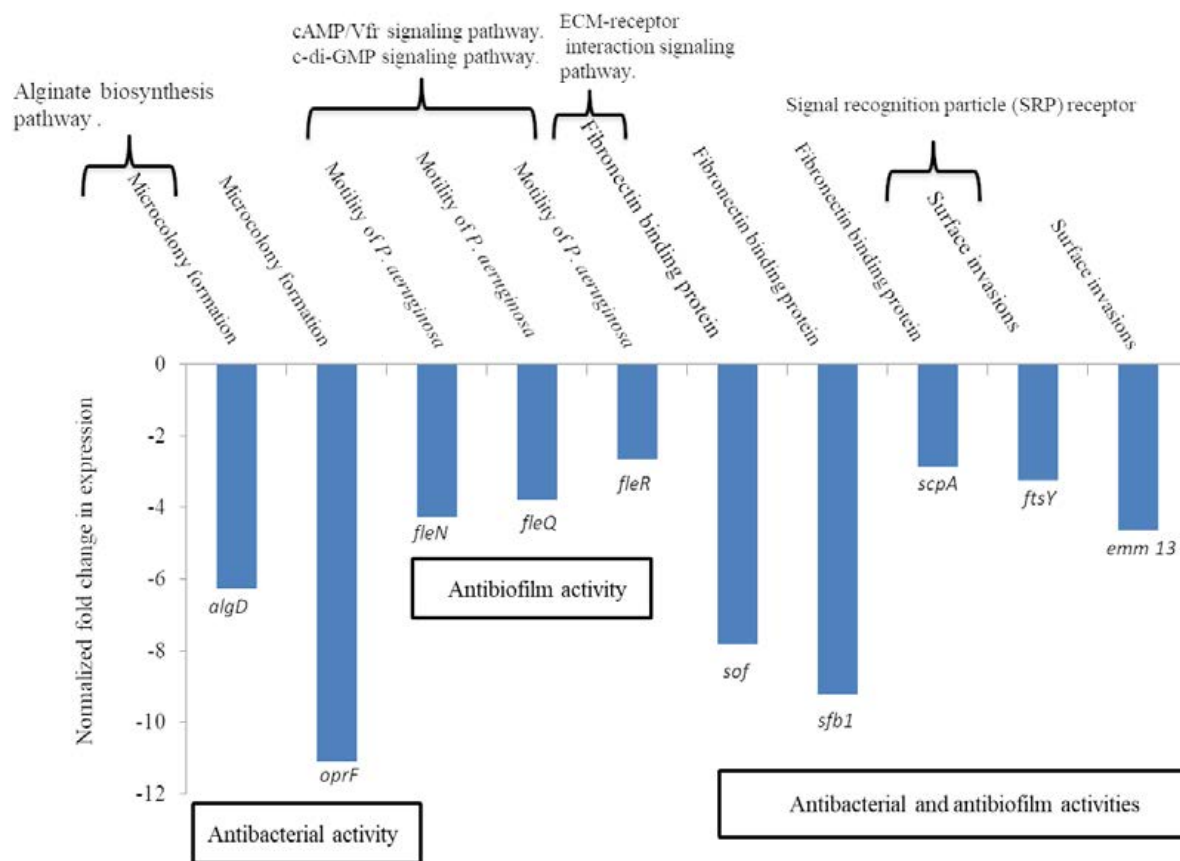 cAMP/Vfr signaling pathway.
c-di-GMP signaling pathway.
ECM-receptor
interaction signaling
pathway.
Alginate biosynthesis
pathway .
Signal recognition particle (SRP) receptor
Microcolony formation
Microcolony formation
Motility of P. aeruginosa
Motility of P. aeruginosa
Motility of P. aeruginosa
Fibronectin binding protein
Fibronectin binding protein
Fibronectin binding protein
Surface invasions
Surface invasions
Normalized fold change in expression
0
-2
-4
-6
-8
-10
-12
algD
oprF
fleN
fleQ
fleR
sof
sfb1
scpA
ftsY
emm 13
Antibiofilm activity
Antibacterial activity
Antibacterial and antibiofilm activities